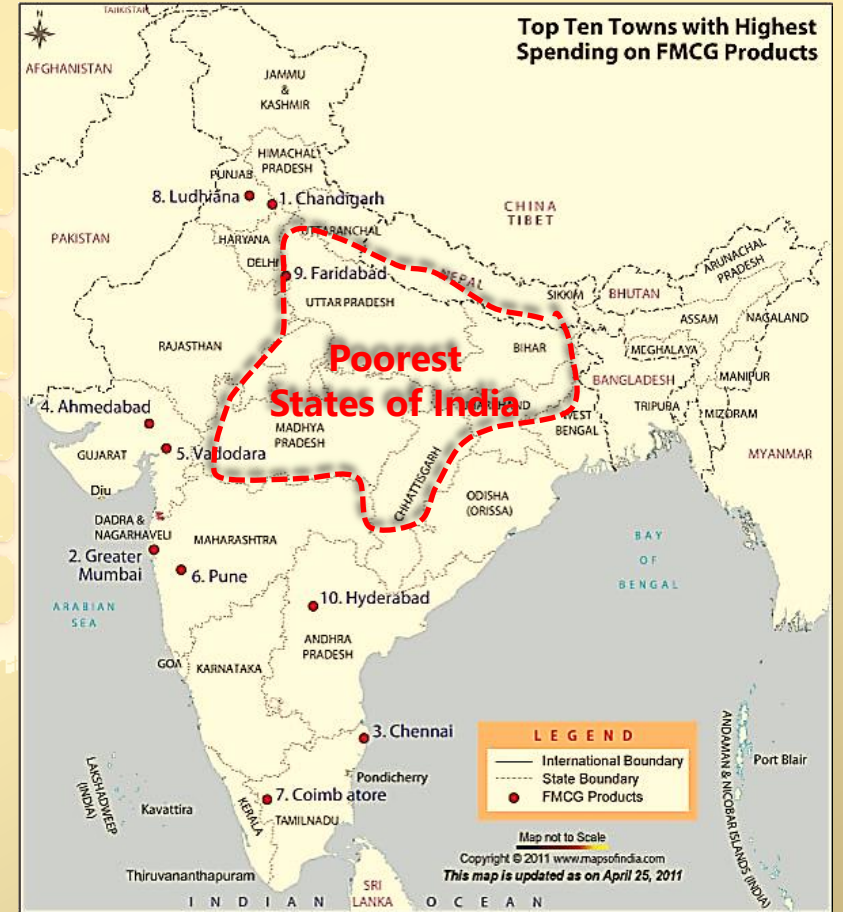 Top Ten Towns with Highest
Spending on FMCG Products
TAJIKISTAN
AFGHANISTAN
JAMMU
&
KASHMIR
HIMACHAL
PRADESH
PUNJAB
8. Ludhiana
1. Chandigarh
CHINA
TIBET
PAKISTAN
UTTARANCHAL
HARYANA
DELHI
9. Faridabad
NEPAL
ARUNACHAL
PRADESH
SIKKIM
BHUTAN
UTTAR PRADESH
ASSAM
NAGALAND
RAJASTHAN
BIHAR
MEGHALAYA
Poorest
States of India
BANGLADESH
MANIPUR
4. Ahmedabad
TRIPURA
MIZORAM
WEST
BENGAL
MADHYA
PRADESH
GUJARAT
5. Vadodara
MYANMAR
Diu
CHHATTISGARH
ODISHA
(ORISSA)
DADRA &
NAGARHAVELI
MAHARASHTRA
BAY
OF
BENGAL
2. Greater
Mumbai
6. Pune
10. Hyderabad
ARABIAN
SEA
ANDHRA
PRADESH
GOA
KARNATAKA
3. Chennai
LEGEND
International Boundary
State Boundary
FMCG Products
ANDAMAN & NICOBAR ISLANDS (INDIA)
Port Blair
LAKSHADWEEP
(INDIA)
Kavattira
Pondicherry
7. Coimb atore
KERALA
TAMILNADU
Map not to Scale
Copyright © 2011 www.mapsofindia.com
This map is updated as on April 25, 2011
Thiruvananthapuram
SRI
LANKA
INDIAN OCEAN